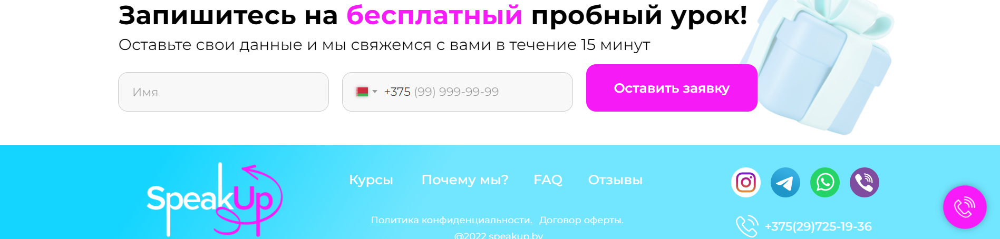 Запишитесь на бесплатный пробный урок!
Оставьте свои данные и мы свяжемся с вами в течение 15 минут
Имя
+375 (99) 999-99-99
Оставить заявку
SpeakUp
Курсы Почему мы? FAQ Отзывы
Политика конфиденциальности. Договор оферты.
+375(29)725-19-36
@2022 speakup.by